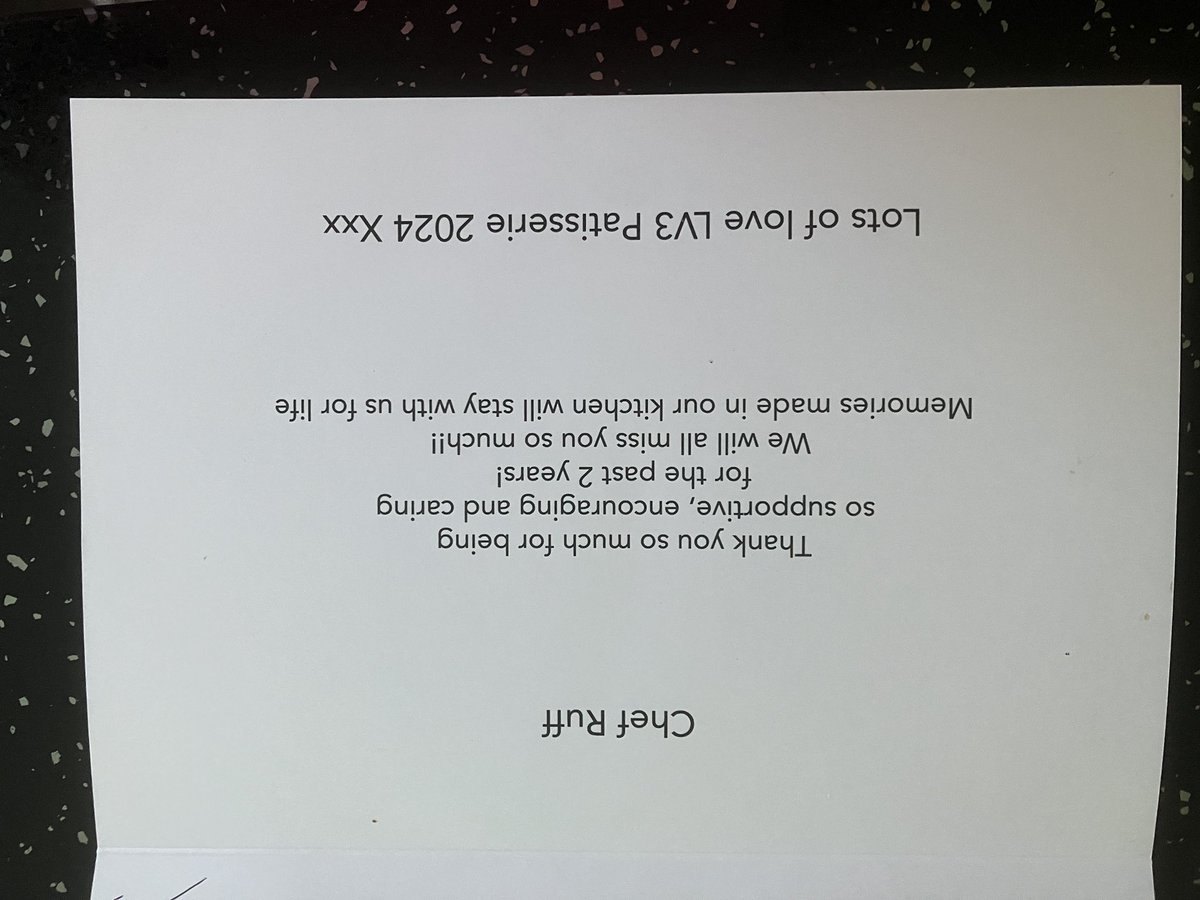 Chef Ruff
Thank you so much for being
so supportive, encouraging and caring
for the past 2 years!
We will all miss you so much!!
Memories made in our kitchen will stay with us for life
Lots of love LV3 Patisserie 2024 Xxx